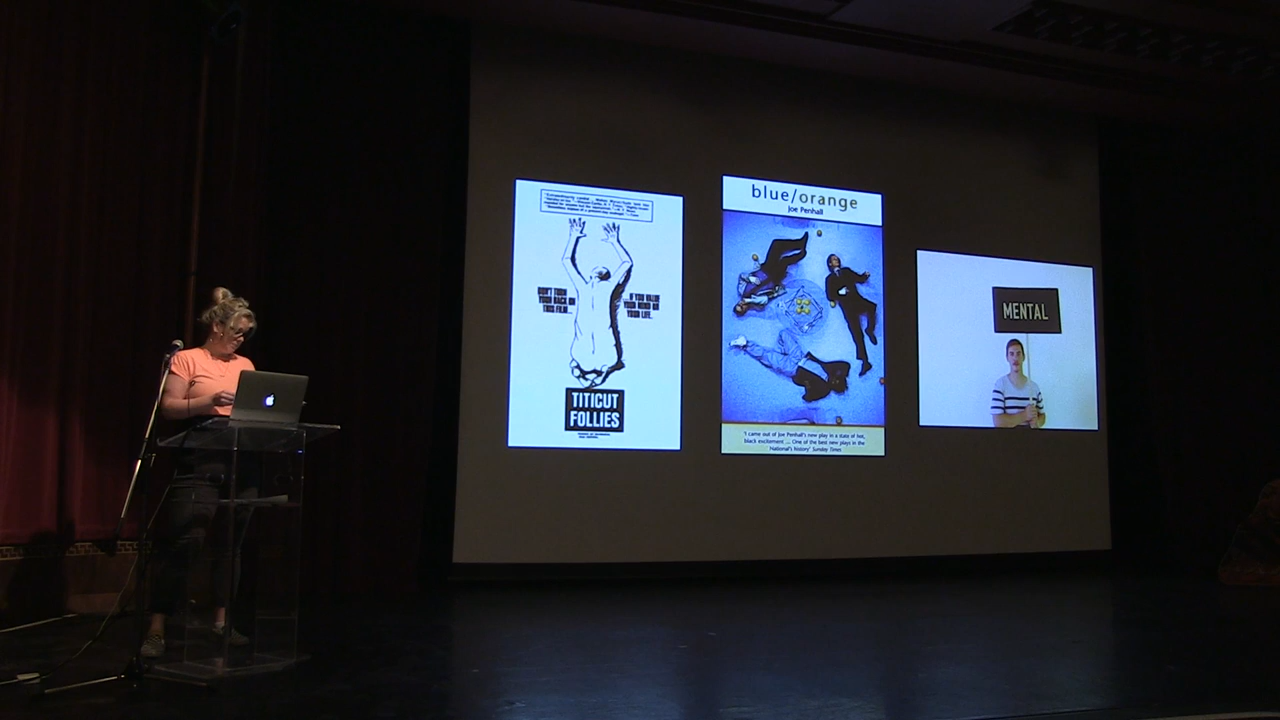 DON'T TURN
YOUR BACK ON
THIS FILM...
IF YOU VALUE
YOUR MIND OR
YOUR LIFE.
TITICUT
FOLLIES
blue/orange
Joe Penhall
'I came out of Joe Penhall's new play in a state of hot,
black excitement ... One of the best new plays in the
National's history' Sunday Times
MENTAL